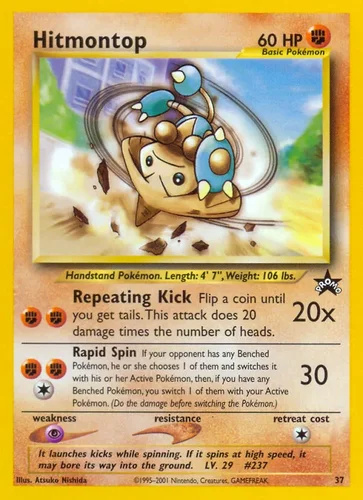 Hitmontop
60 HP
Basic Pokémon
Handstand Pokémon. Length: 4' 7", Weight: 106 lbs.
PROMO
Repeating Kick Flip a coin until
you get tails. This attack does 20
damage times the number of heads.
20x
Rapid Spin If your opponent has any Benched
Pokémon, he or she chooses 1 of them and switches it
with his or her Active Pokémon, then, if you have any
Benched Pokémon, you switch 1 of them with your Active
Pokémon. (Do the damage before switching the Pokémon.)
30
weakness
resistance
retreat cost
It launches kicks while spinning. If it spins at high speed, it
may bore its way into the ground. LV. 29 #237
Illus. Atsuko Nishida
©1995-2001 Nintendo, Creatures, GAMEFREAK.
37